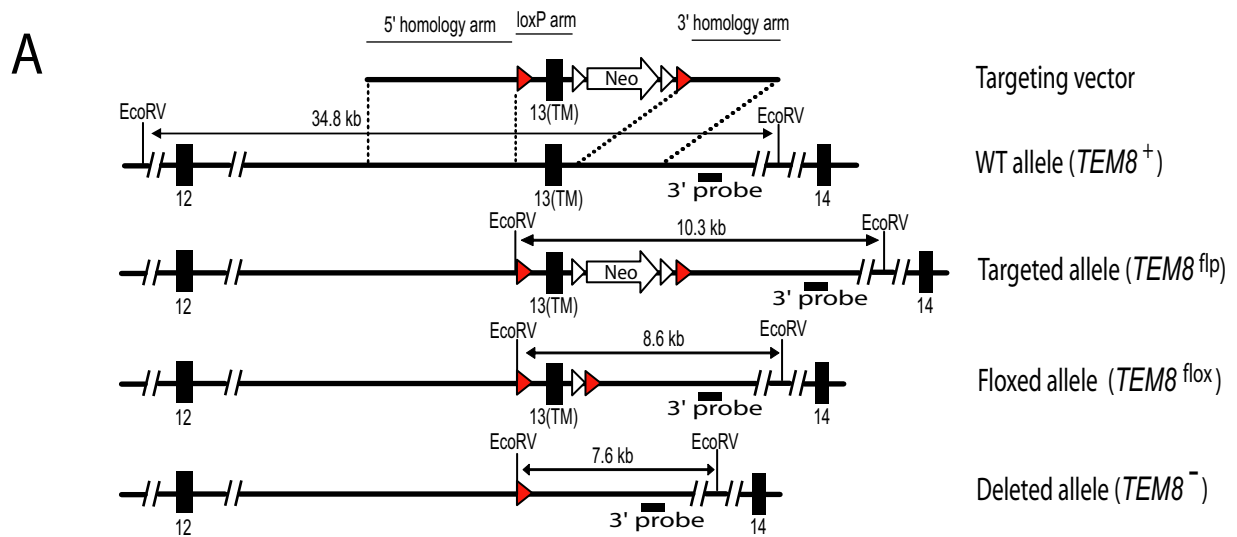 A
5' homology arm
loxP arm
3' homology arm
Neo
Targeting vector
13(TM)
EcoRV
34.8 kb
EcoRV
WT allele (TEM8 +)
12
13(TM)
3' probe
14
EcoRV
10.3 kb
EcoRV
Neo
Targeted allele (TEM8 flp)
12
13(TM)
3' probe
14
EcoRV
8.6 kb
EcoRV
Floxed allele (TEM8 flox)
12
13(TM)
3' probe
14
EcoRV
7.6 kb
EcoRV
Deleted allele (TEM8 -)
12
3' probe
14